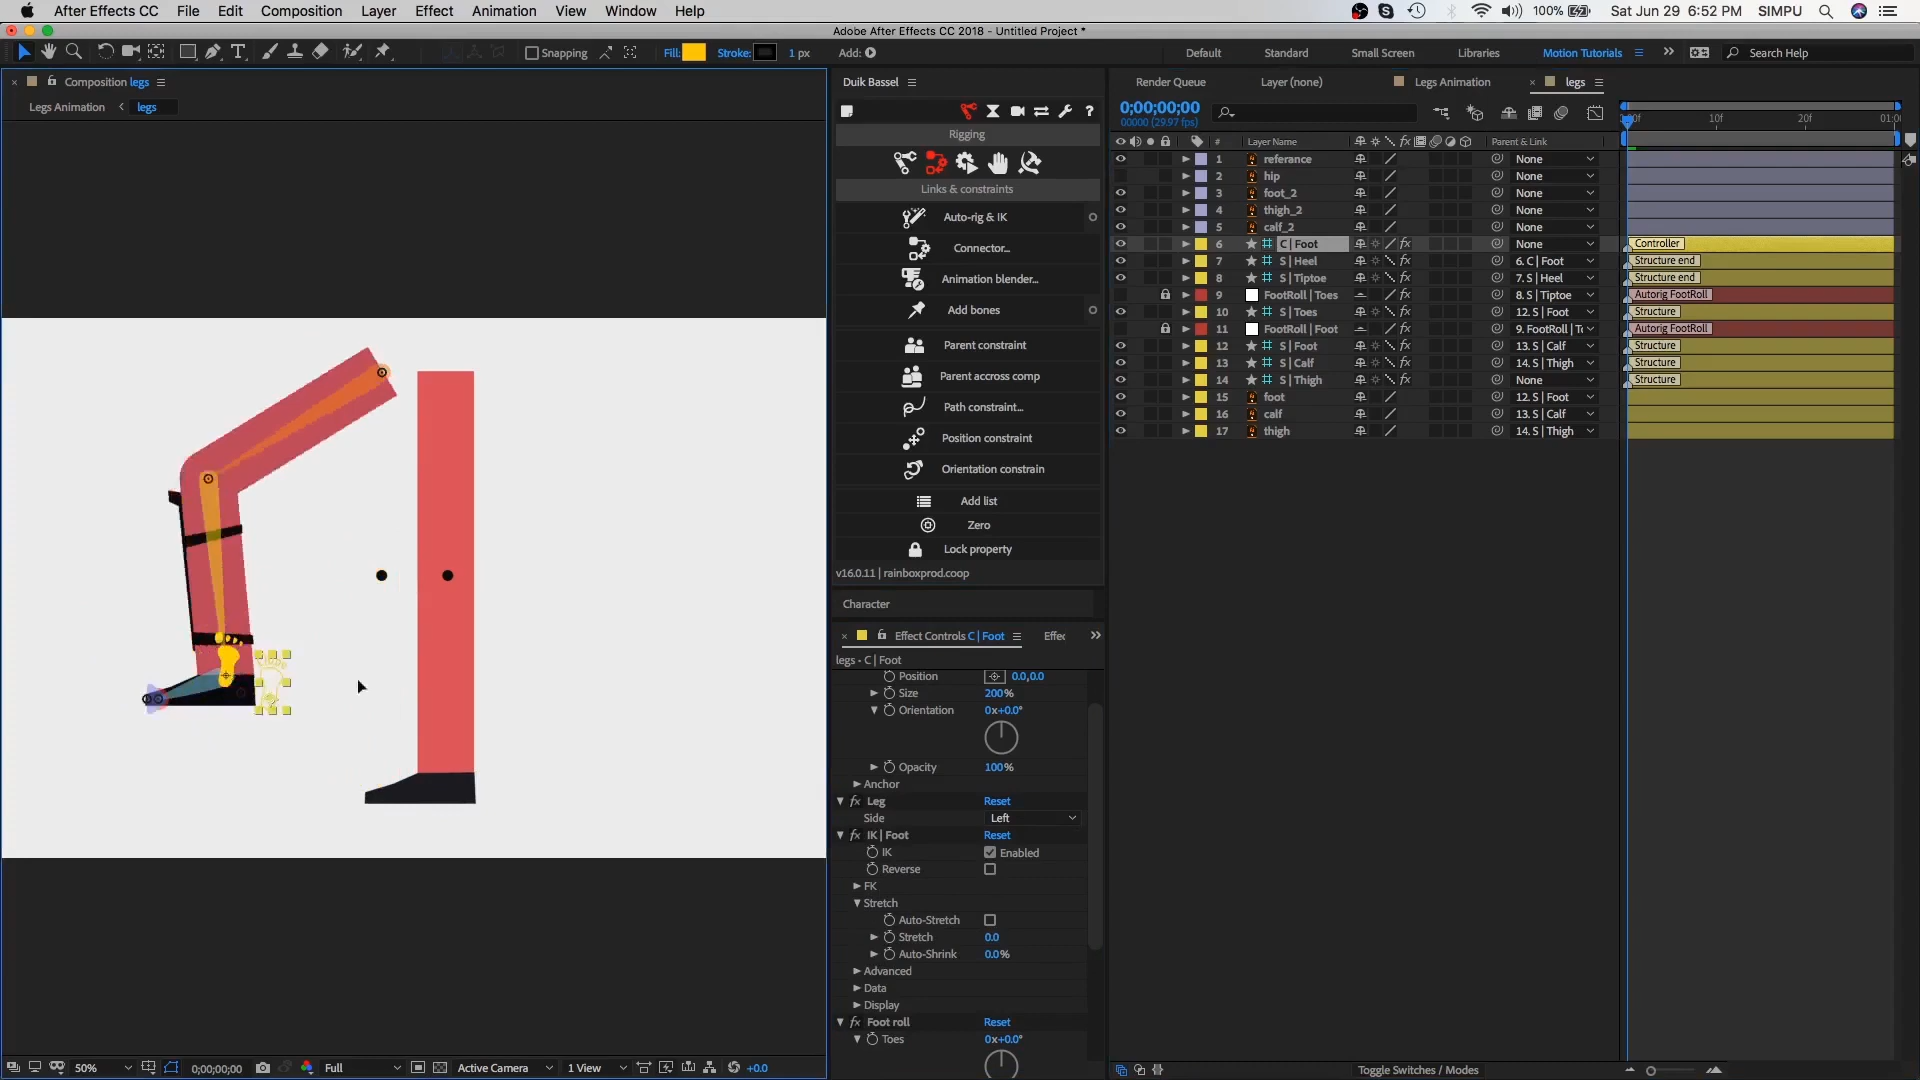 After Effects CC File Edit Composition Layer Effect Animation View Window Help 100% Sat Jun 29 6:52 PM SIMPU
Adobe After Effects CC 2018 - Untitled Project *
Snapping Fill: Stroke: 1 px Add: Default Standard Small Screen Libraries Motion Tutorials Search Help
Composition legs
Legs Animation legs
Duik Bassel
Rigging
Links & constraints
Auto-rig & IK
Connector...
Animation blender...
Add bones
Parent constraint
Parent accross comp
Path constraint...
Position constraint
Orientation constrain
Add list
Zero
Lock property
v16.0.11 | rainboxprod.coop
Character
Effect Controls C | Foot Effec
legs - C | Foot
Position 0.0,0.0
Size 200%
Orientation 0x+0.0°
Opacity 100%
Anchor
Leg Reset
Side Left
IK | Foot Reset
IK Enabled
Reverse
FK
Stretch
Auto-Stretch
Stretch 0.0
Auto-Shrink 0.0%
Advanced
Data
Display
Foot roll Reset
Toes 0x+0.0°
Render Queue Layer (none) Legs Animation legs
0;00;00;00
00000 (29.97 fps)
10f 20f
# Layer Name Parent & Link
1 referance None
2 hip None
3 foot_2 None
4 thigh_2 None
5 calf_2 None
6 C | Foot None Controller
7 S | Heel 6. C | Foot Structure end
8 S | Tiptoe 7. S | Heel Structure end
9 FootRoll | Toes 8. S | Tiptoe Autorig FootRoll
10 S | Toes 12. S | Foot Structure
11 FootRoll | Foot 9. FootRoll | To Autorig FootRoll
12 S | Foot 13. S | Calf Structure
13 S | Calf 14. S | Thigh Structure
14 S | Thigh None Structure
15 foot 12. S | Foot
16 calf 13. S | Calf
17 thigh 14. S | Thigh
50% 0;00;00;00 Full Active Camera 1 View +0.0
Toggle Switches / Modes